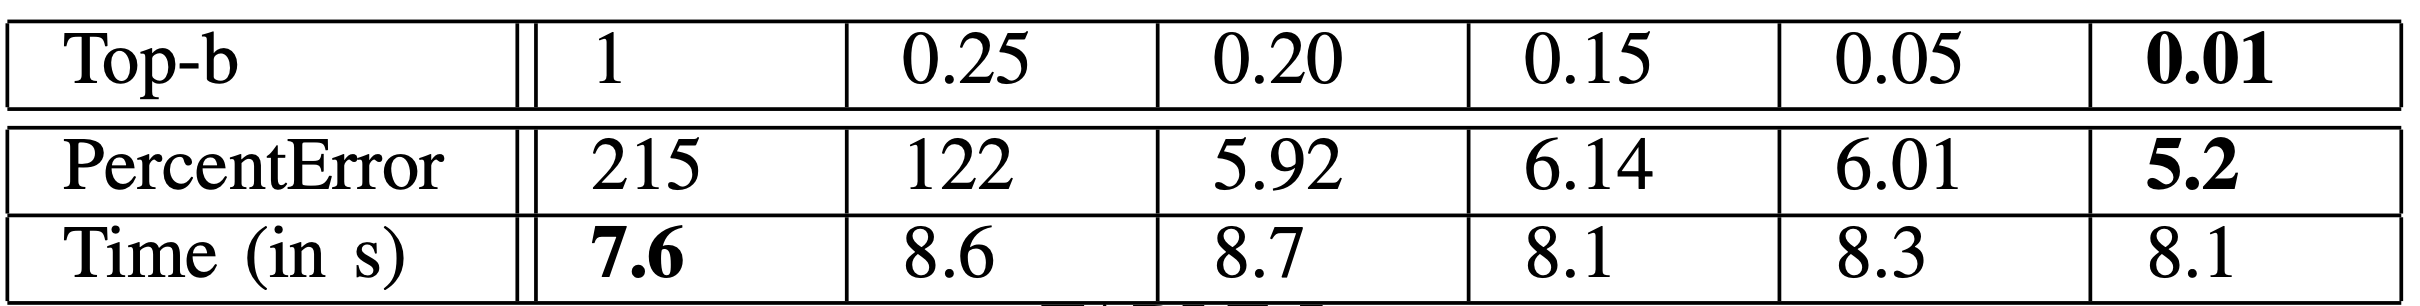 Top-b 1 0.25 0.20 0.15 0.05 0.01
PercentError 215 122 5.92 6.14 6.01 5.2
Time (in s) 7.6 8.6 8.7 8.1 8.3 8.1